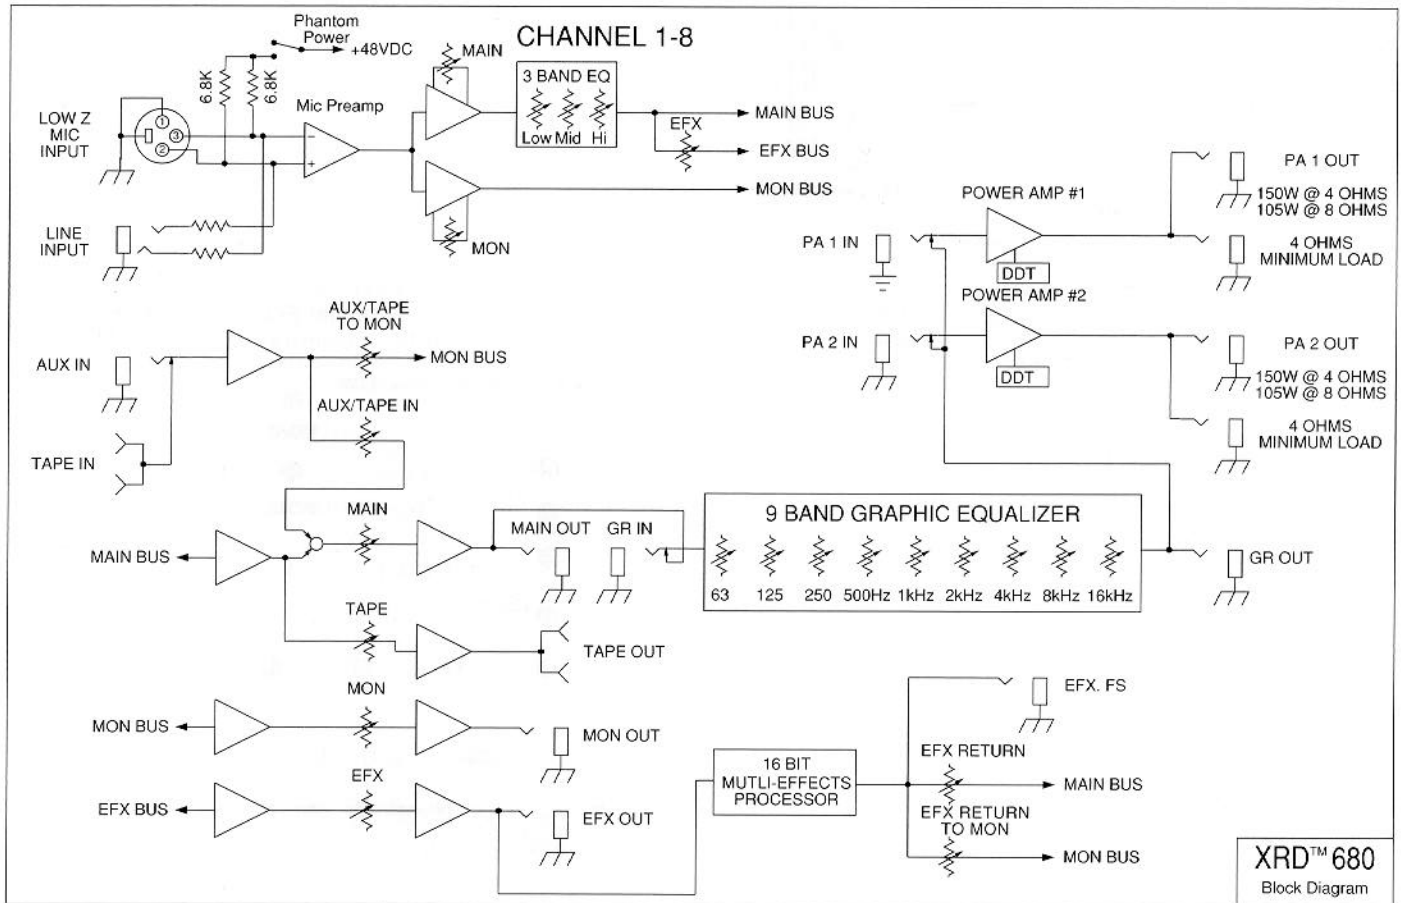 CHANNEL 1-8
Phantom
Power
+48VDC
6.8K
6.8K
Mic Preamp
LOW Z
MIC
INPUT
1
3
2
−
+
LINE
INPUT
MAIN
MON
3 BAND EQ
Low Mid Hi
EFX
MAIN BUS
EFX BUS
MON BUS
POWER AMP #1
PA 1 IN
DDT
PA 1 OUT
150W @ 4 OHMS
105W @ 8 OHMS
4 OHMS
MINIMUM LOAD
POWER AMP #2
PA 2 IN
DDT
PA 2 OUT
150W @ 4 OHMS
105W @ 8 OHMS
4 OHMS
MINIMUM LOAD
AUX/TAPE
TO MON
AUX IN
MON BUS
AUX/TAPE IN
TAPE IN
MAIN
MAIN BUS
MAIN OUT
GR IN
9 BAND GRAPHIC EQUALIZER
63 125 250 500Hz 1kHz 2kHz 4kHz 8kHz 16kHz
GR OUT
TAPE
TAPE OUT
MON
MON BUS
MON OUT
EFX
EFX BUS
EFX OUT
16 BIT
MUTLI-EFFECTS
PROCESSOR
EFX. FS
EFX RETURN
MAIN BUS
EFX RETURN
TO MON
MON BUS
XRD™ 680
Block Diagram